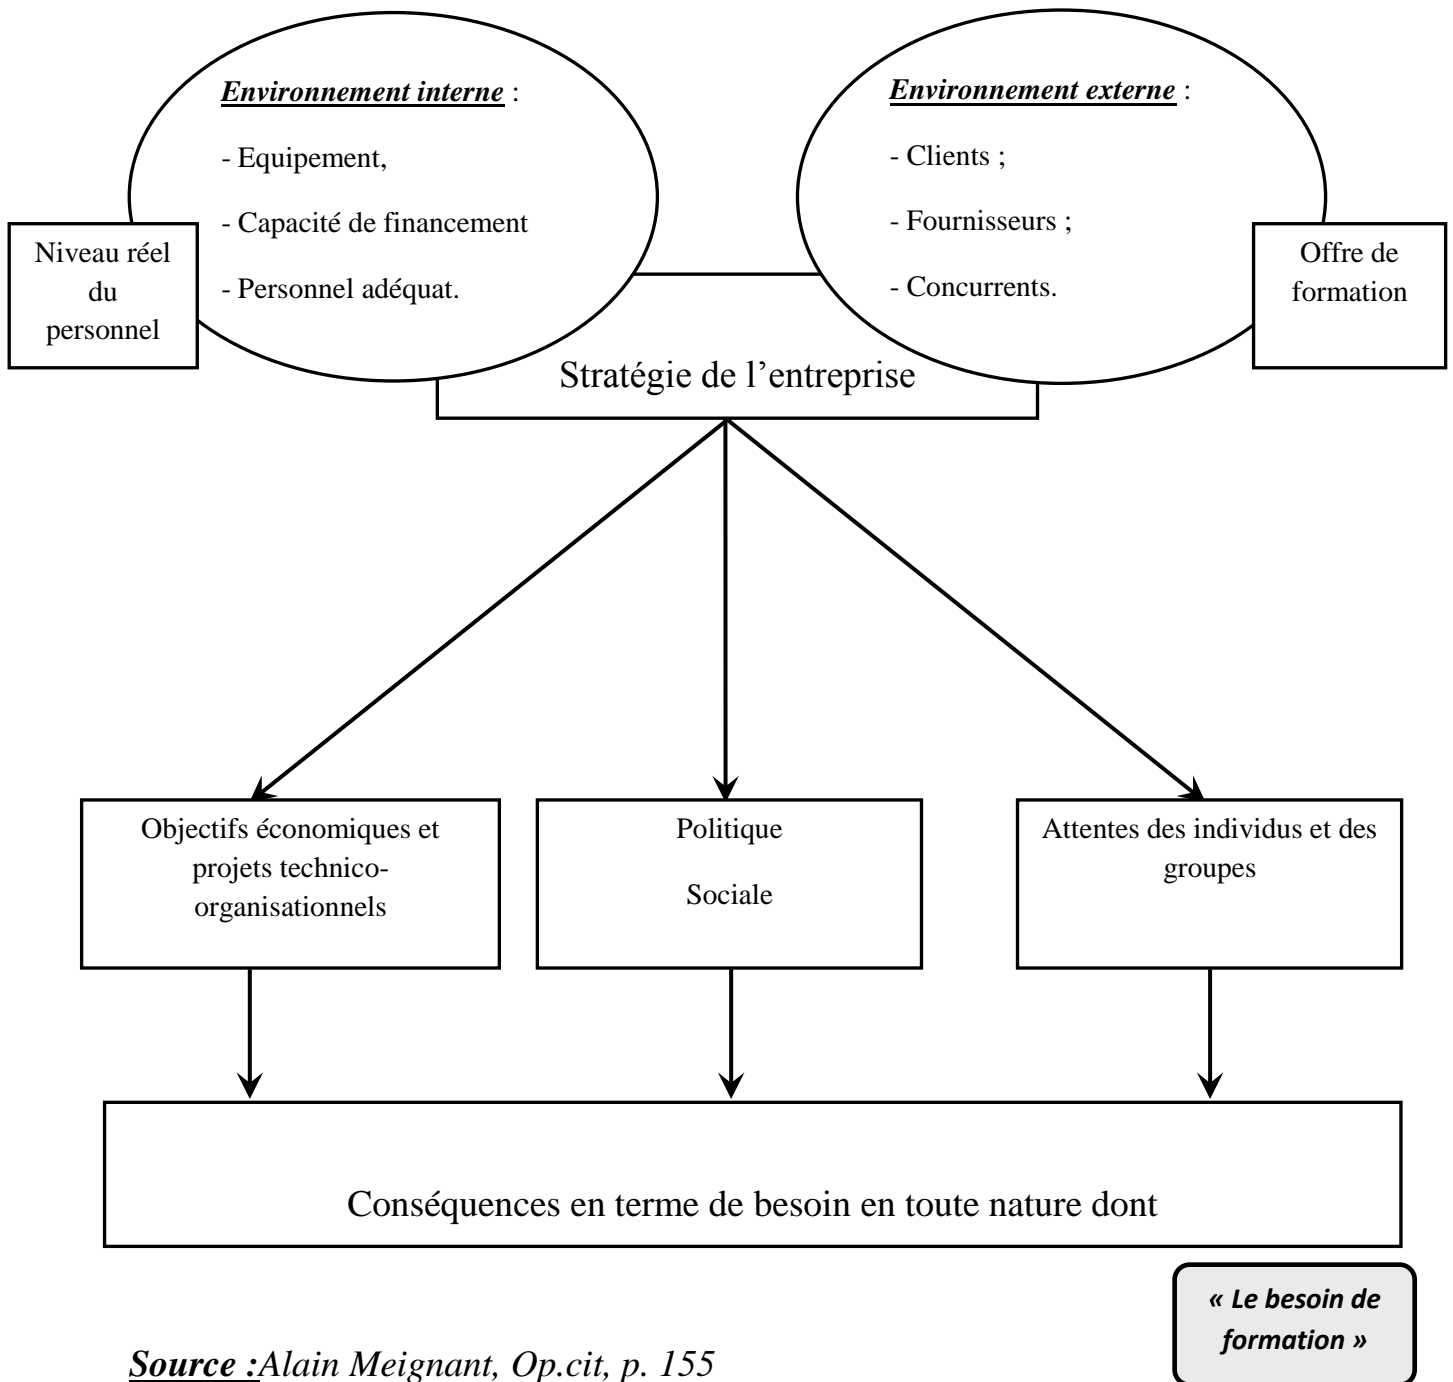 Environnement interne :
- Equipement,
- Capacité de financement
- Personnel adéquat.
Niveau réel
du
personnel
Environnement externe :
- Clients ;
- Fournisseurs ;
- Concurrents.
Offre de
formation
Stratégie de l’entreprise
Objectifs économiques et
projets technico-
organisationnels
Politique
Sociale
Attentes des individus et des
groupes
Conséquences en terme de besoin en toute nature dont
« Le besoin de
formation »
Source :Alain Meignant, Op.cit, p. 155